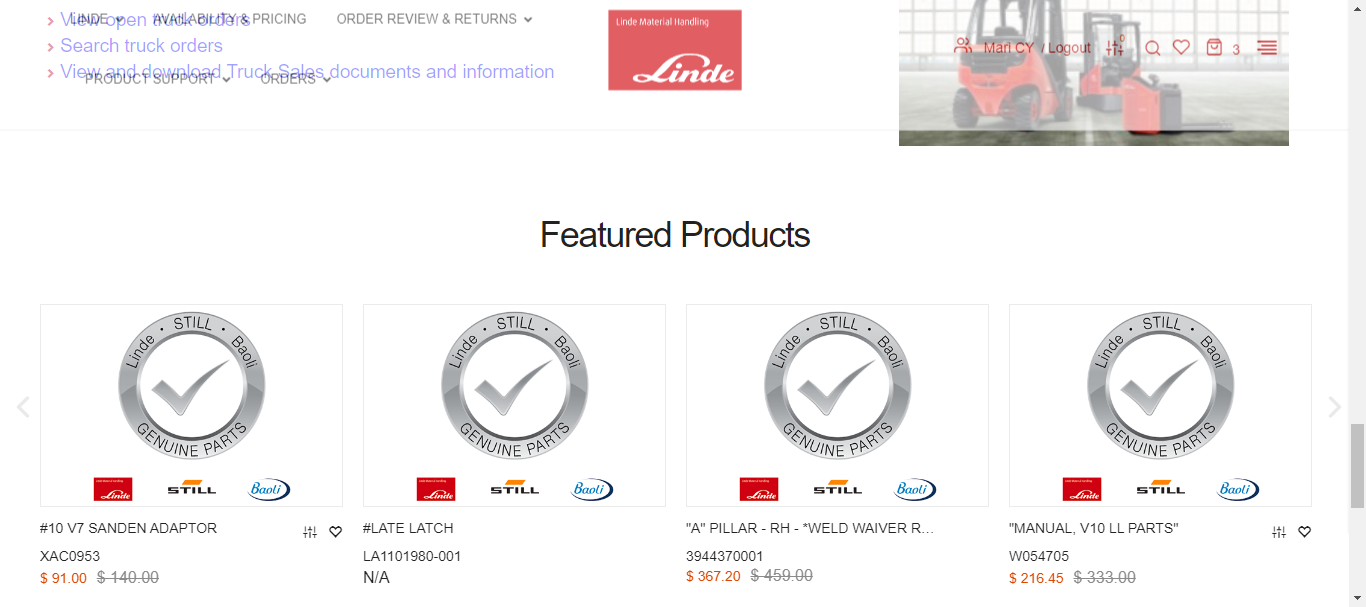 LINDE
AVAILABILITY & PRICING
ORDER REVIEW & RETURNS
View open truck orders
Search truck orders
View and download Truck Sales documents and information
PRODUCT SUPPORT
ORDERS
Linde Material Handling
Linde
Mari CY / Logout
0
3
Featured Products
Linde · STILL · Baoli
GENUINE PARTS
Linde STILL Baoli
Linde · STILL · Baoli
GENUINE PARTS
Linde STILL Baoli
Linde · STILL · Baoli
GENUINE PARTS
Linde STILL Baoli
Linde · STILL · Baoli
GENUINE PARTS
Linde STILL Baoli
#10 V7 SANDEN ADAPTOR
XAC0953
$ 91.00 $ 140.00
#LATE LATCH
LA1101980-001
N/A
"A" PILLAR - RH - *WELD WAIVER R...
3944370001
$ 367.20 $ 459.00
"MANUAL, V10 LL PARTS"
W054705
$ 216.45 $ 333.00